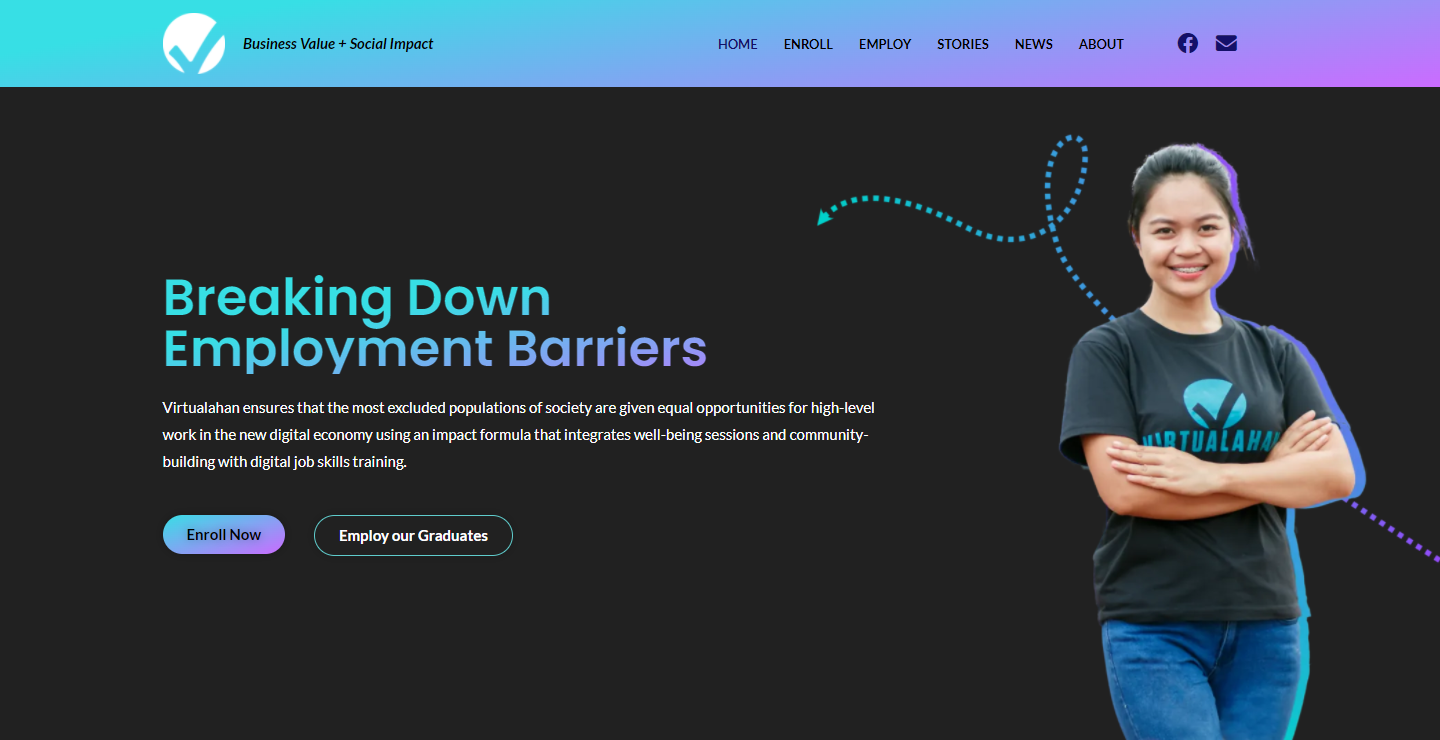 Business Value + Social Impact
HOME ENROLL EMPLOY STORIES NEWS ABOUT
Breaking Down
Employment Barriers
Virtualahan ensures that the most excluded populations of society are given equal opportunities for high-level
work in the new digital economy using an impact formula that integrates well-being sessions and community-
building with digital job skills training.
Enroll Now Employ our Graduates
VIRTUALAHAN